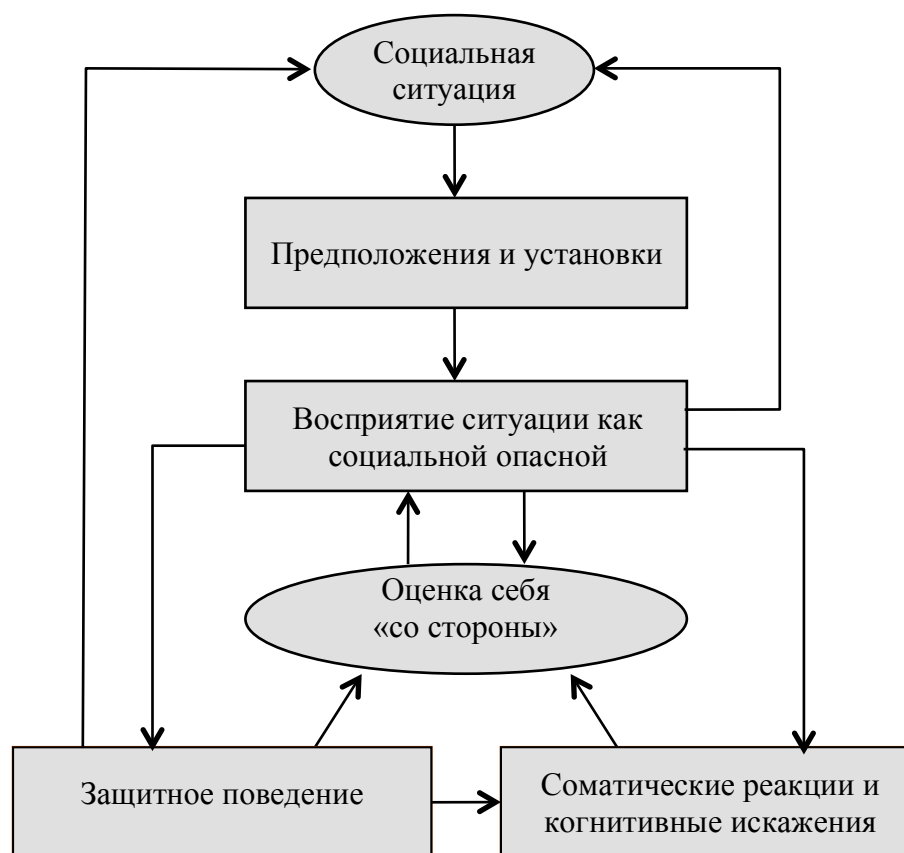 Социальная
ситуация
Предположения и установки
Восприятие ситуации как
социальной опасной
Оценка себя
«со стороны»
Защитное поведение
Соматические реакции и
когнитивные искажения